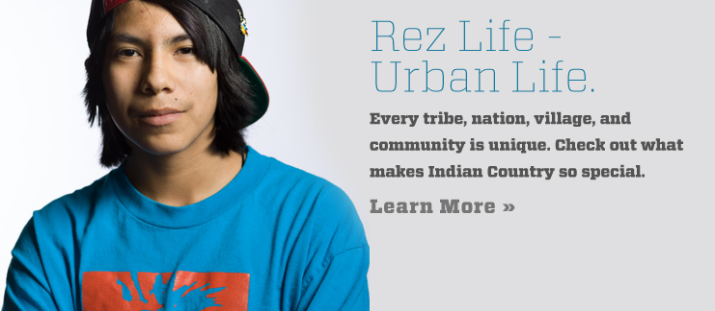 Rez Life -
Urban Life.
Every tribe, nation, village, and
community is unique. Check out what
makes Indian Country so special.
Learn More »